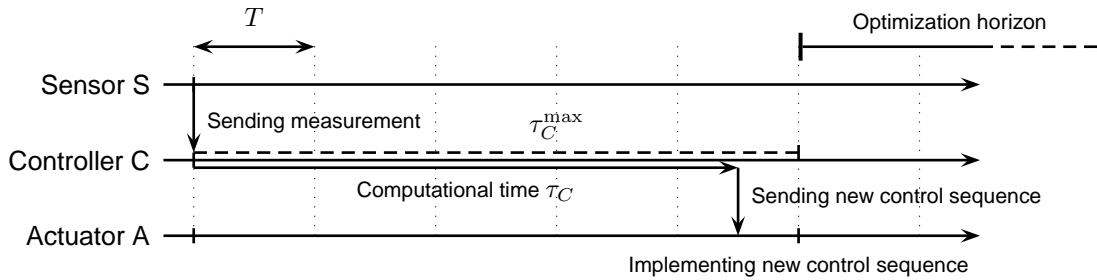 T
Optimization horizon
Sensor S
Sending measurement
τ_C^max
Controller C
Computational time τ_C
Sending new control sequence
Actuator A
Implementing new control sequence